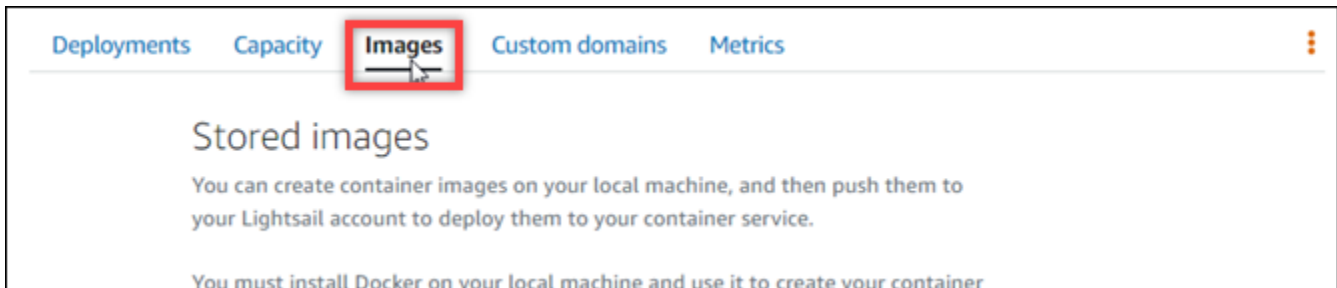 Deployments Capacity Images Custom domains Metrics
Stored images
You can create container images on your local machine, and then push them to
your Lightsail account to deploy them to your container service.
You must install Docker on your local machine and use it to create your container